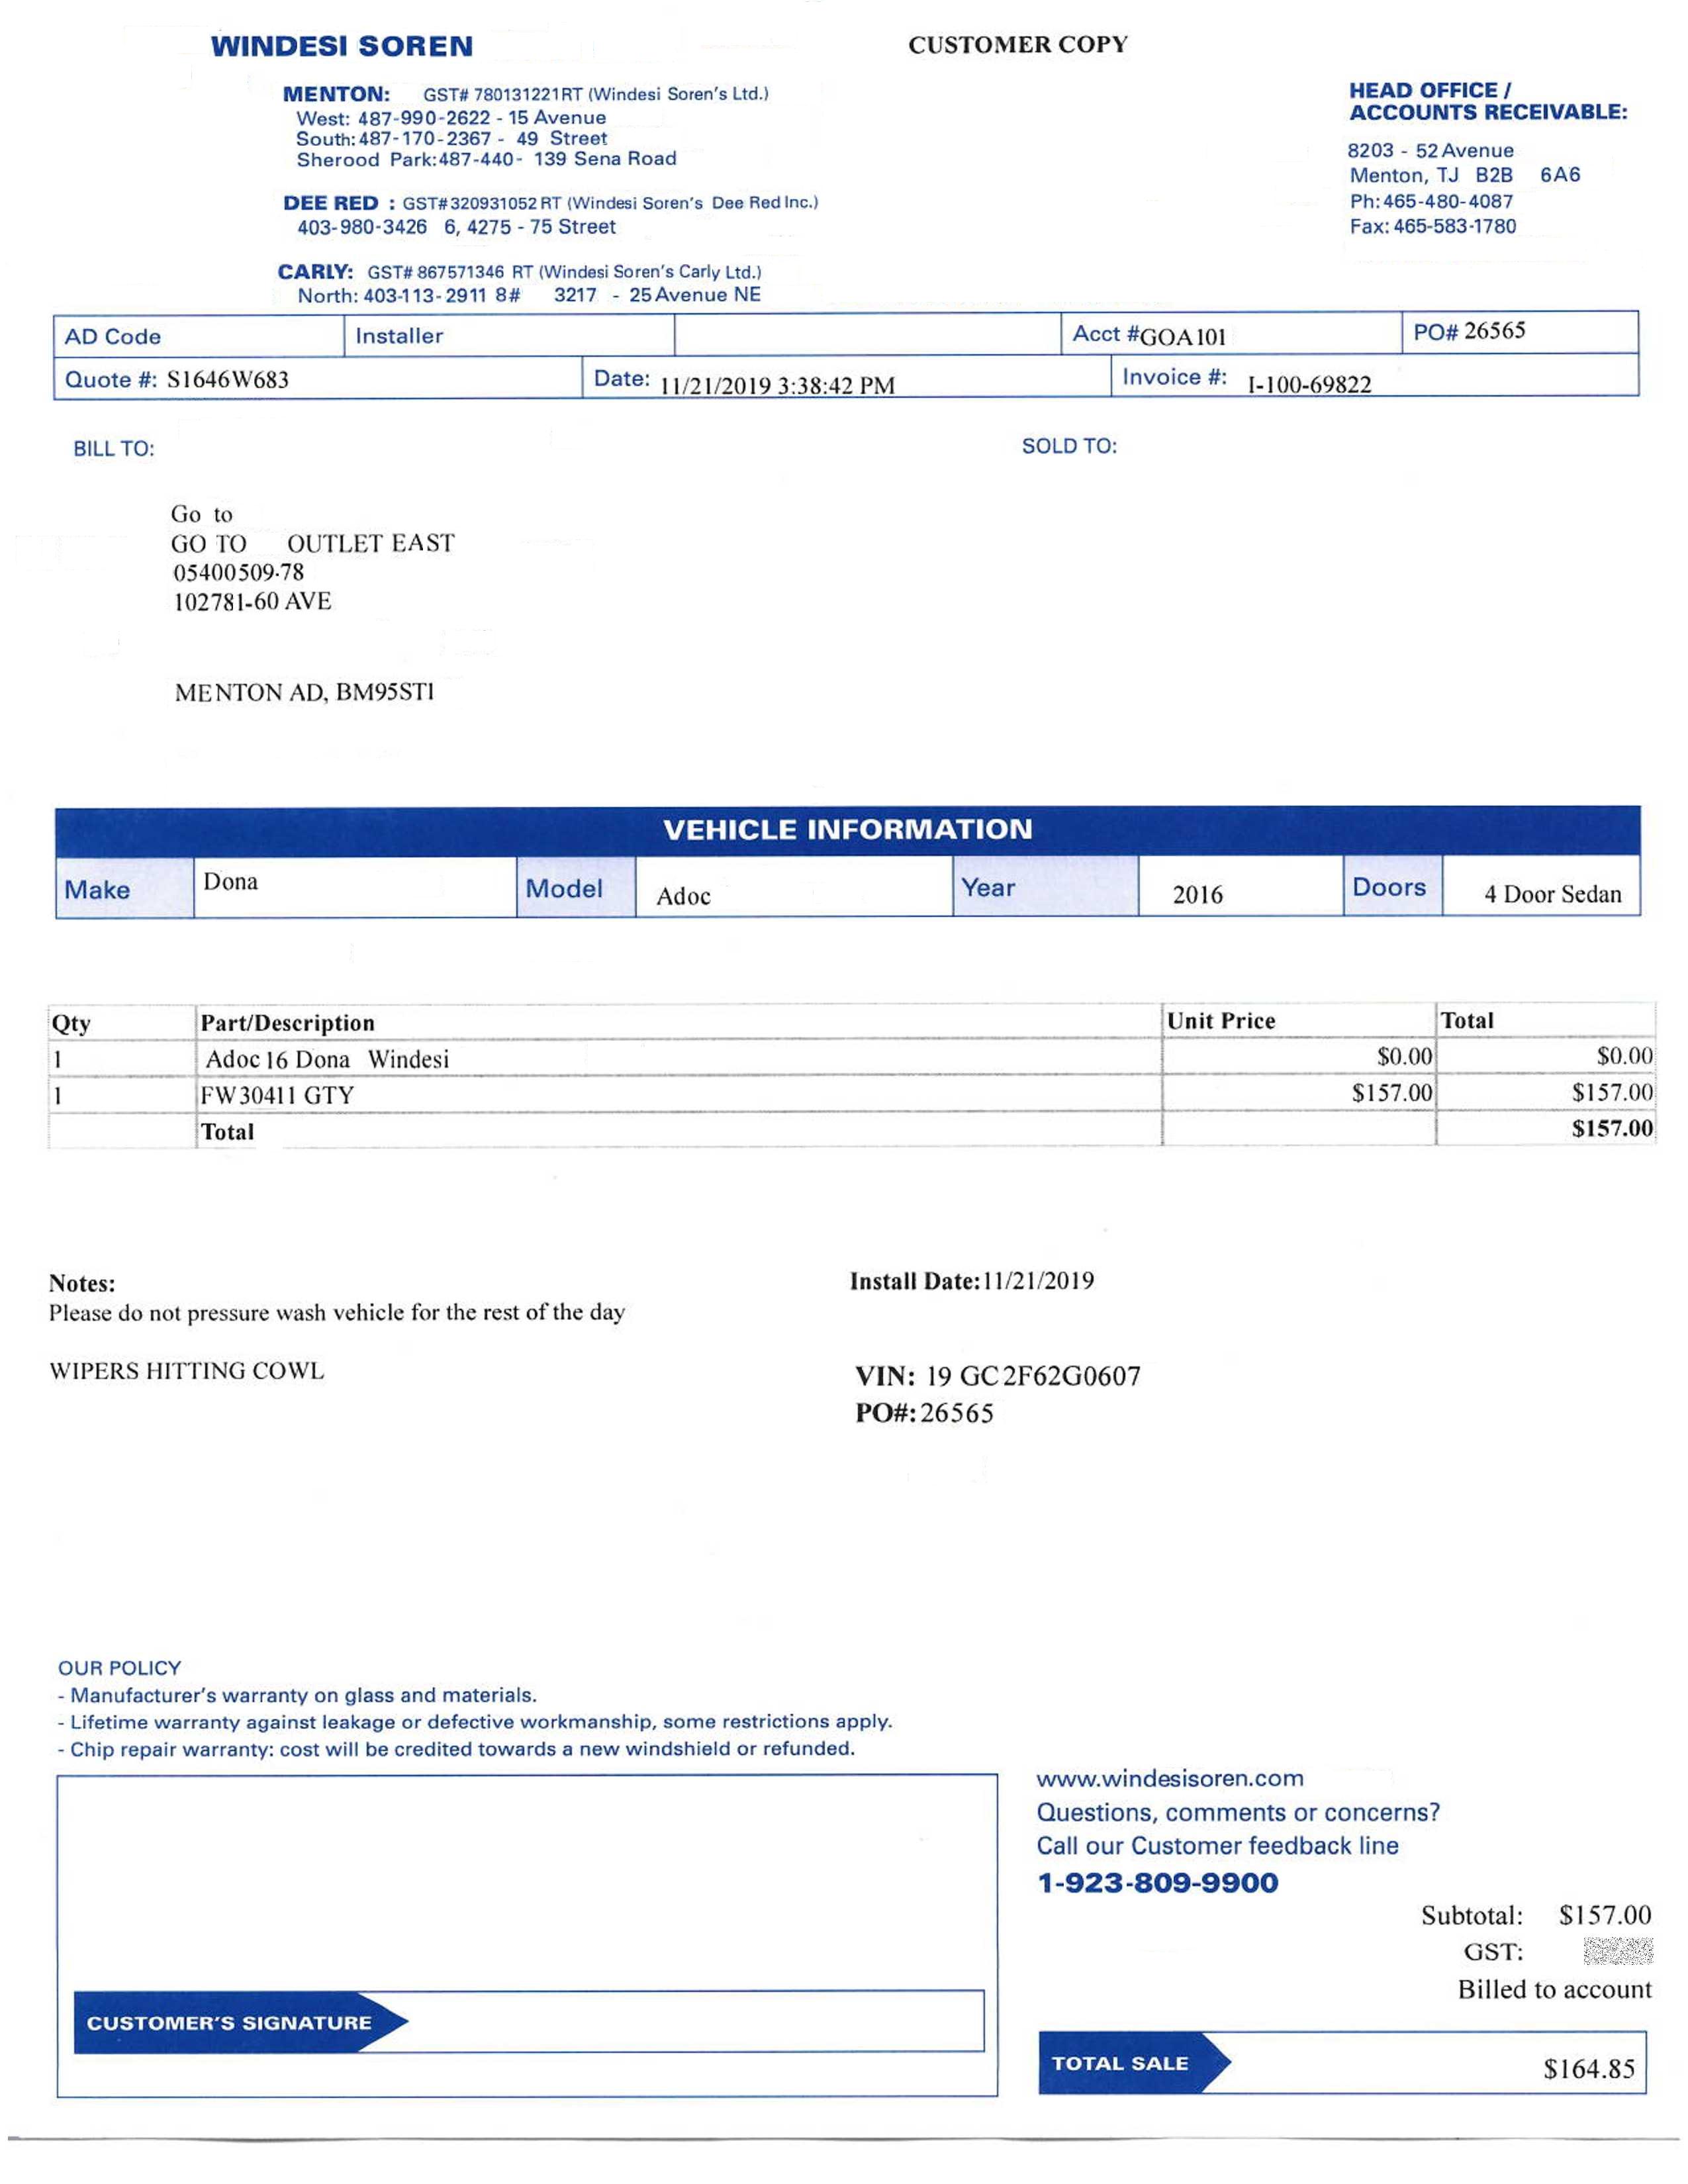 WINDESI SOREN
CUSTOMER COPY
MENTON: GST# 780131221RT (Windesi Soren's Ltd.)
West: 487-990-2622 - 15 Avenue
South: 487-170-2367 - 49 Street
Sherood Park: 487-440- 139 Sena Road
DEE RED : GST# 320931052 RT (Windesi Soren's Dee Red Inc.)
403-980-3426 6, 4275 - 75 Street
CARLY: GST# 867571346 RT (Windesi Soren's Carly Ltd.)
North: 403-113-2911 8# 3217 - 25 Avenue NE
HEAD OFFICE /
ACCOUNTS RECEIVABLE:
8203 - 52 Avenue
Menton, TJ B2B 6A6
Ph: 465-480-4087
Fax: 465-583-1780
AD Code Installer Acct # GOA101 PO# 26565
Quote #: S1646W683 Date: 11/21/2019 3:38:42 PM Invoice #: I-100-69822
BILL TO:
SOLD TO:
Go to
GO TO OUTLET EAST
05400509-78
102781-60 AVE
MENTON AD, BM95STI
VEHICLE INFORMATION
Make Dona Model Adoc Year 2016 Doors 4 Door Sedan
Qty Part/Description Unit Price Total
1 Adoc 16 Dona Windesi $0.00 $0.00
1 FW30411 GTY $157.00 $157.00
Total $157.00
Notes:
Please do not pressure wash vehicle for the rest of the day
WIPERS HITTING COWL
Install Date: 11/21/2019
VIN: 19 GC2F62G0607
PO#: 26565
OUR POLICY
- Manufacturer's warranty on glass and materials.
- Lifetime warranty against leakage or defective workmanship, some restrictions apply.
- Chip repair warranty: cost will be credited towards a new windshield or refunded.
CUSTOMER'S SIGNATURE
www.windesisoren.com
Questions, comments or concerns?
Call our Customer feedback line
1-923-809-9900
Subtotal: $157.00
GST:
Billed to account
TOTAL SALE $164.85